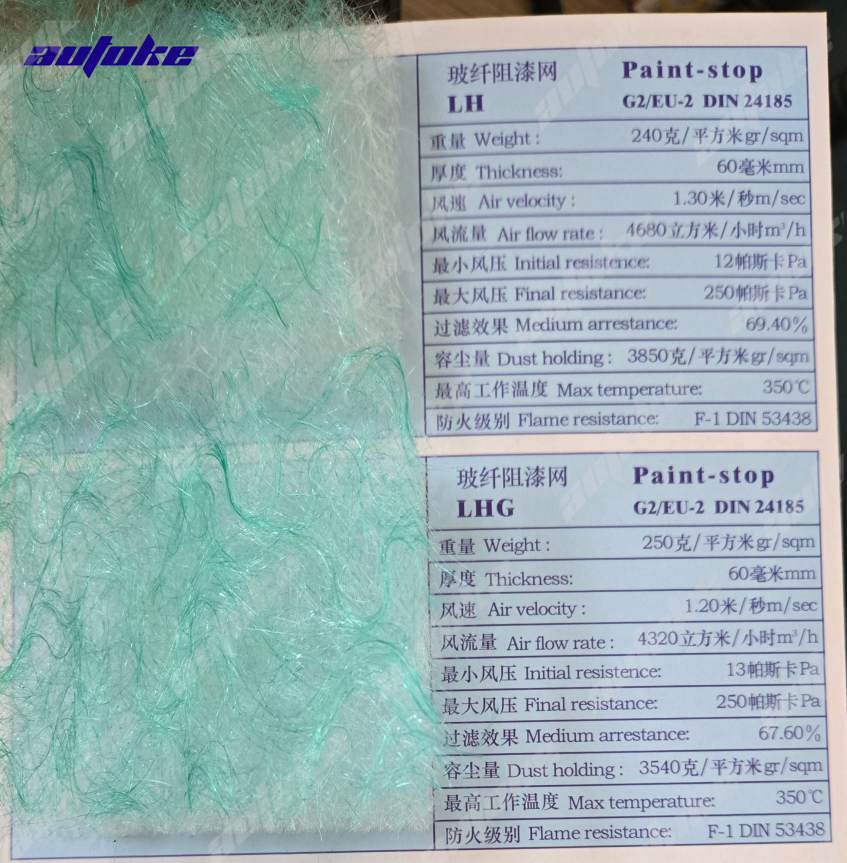 autoke
玻纤阻漆网 Paint-stop
LH G2/EU-2 DIN 24185
重量 Weight : 240克/平方米gr/sqm
厚度 Thickness: 60毫米mm
风速 Air velocity : 1.30米/秒m/sec
风流量 Air flow rate : 4680立方米/小时m³/h
最小风压 Initial resistence: 12帕斯卡Pa
最大风压 Final resistance: 250帕斯卡Pa
过滤效果 Medium arrestance: 69.40%
容尘量 Dust holding : 3850克/平方米gr/sqm
最高工作温度 Max temperature: 350℃
防火级别 Flame resistance: F-1 DIN 53438
玻纤阻漆网 Paint-stop
LHG G2/EU-2 DIN 24185
重量 Weight : 250克/平方米gr/sqm
厚度 Thickness: 60毫米mm
风速 Air velocity : 1.20米/秒m/sec
风流量 Air flow rate : 4320立方米/小时m³/h
最小风压 Initial resistence: 13帕斯卡Pa
最大风压 Final resistance: 250帕斯卡Pa
过滤效果 Medium arrestance: 67.60%
容尘量 Dust holding : 3540克/平方米gr/sqm
最高工作温度 Max temperature: 350℃
防火级别 Flame resistance: F-1 DIN 53438